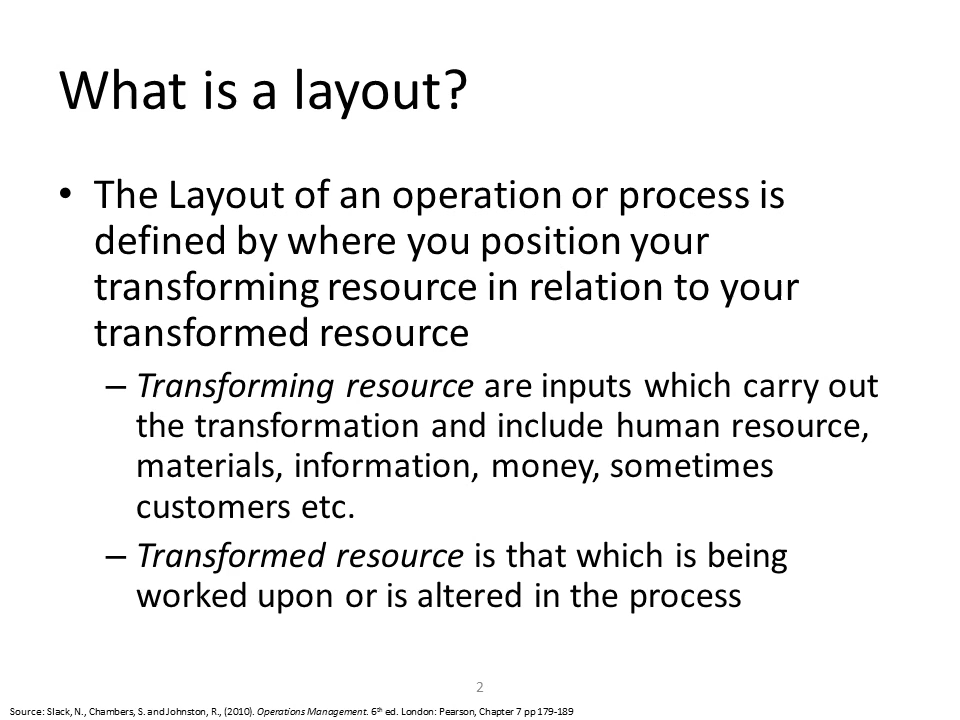 What is a layout?
• The Layout of an operation or process is
defined by where you position your
transforming resource in relation to your
transformed resource
– Transforming resource are inputs which carry out
the transformation and include human resource,
materials, information, money, sometimes
customers etc.
– Transformed resource is that which is being
worked upon or is altered in the process
2
Source: Slack, N., Chambers, S. and Johnston, R., (2010). Operations Management. 6th ed. London: Pearson, Chapter 7 pp 179-189